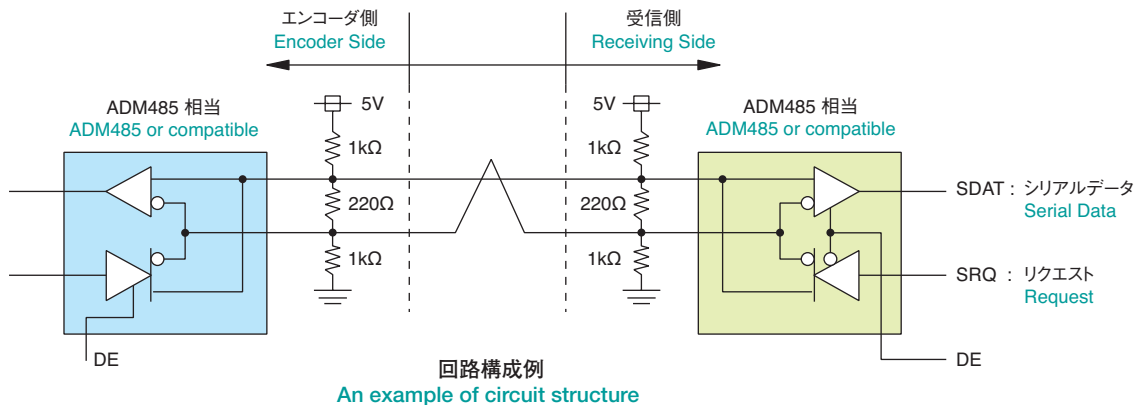 エンコーダ側
Encoder Side
受信側
Receiving Side
ADM485 相当
ADM485 or compatible
5V
1kΩ
220Ω
1kΩ
5V
1kΩ
220Ω
1kΩ
ADM485 相当
ADM485 or compatible
SDAT : シリアルデータ
Serial Data
SRQ : リクエスト
Request
DE
DE
回路構成例
An example of circuit structure